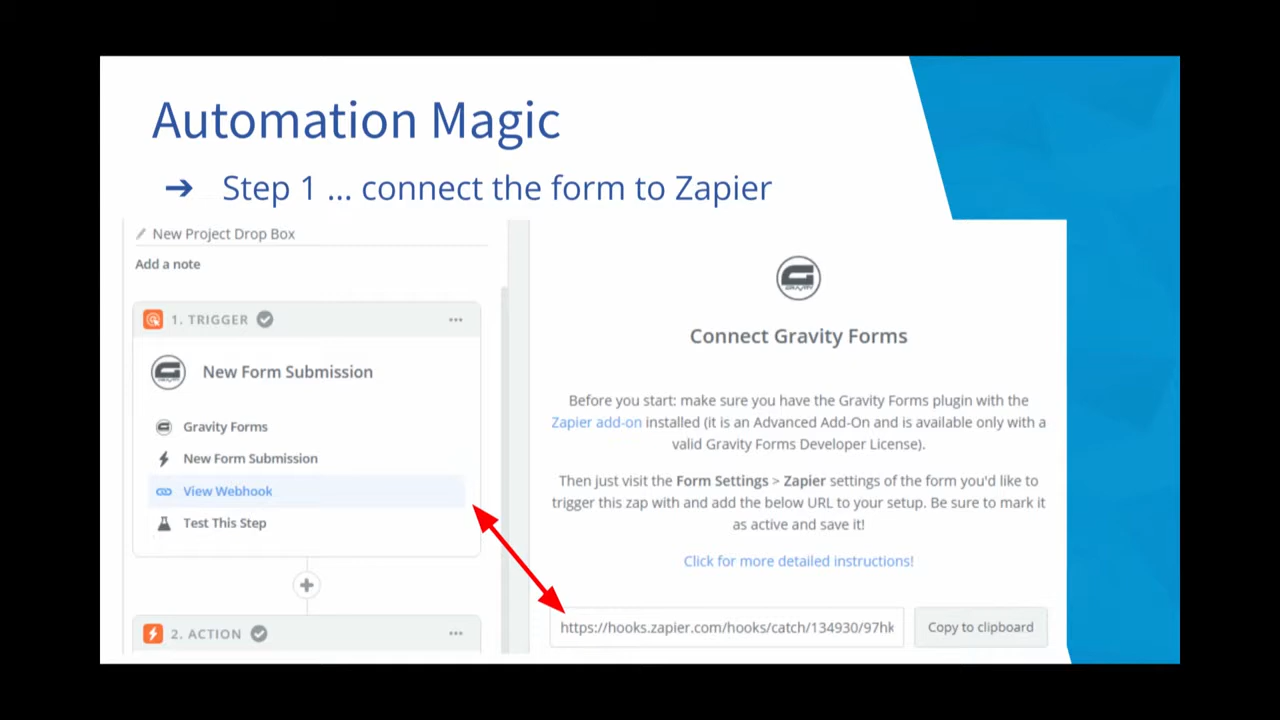 Automation Magic
➔ Step 1 ... connect the form to Zapier
New Project Drop Box
Add a note
1. TRIGGER
New Form Submission
Gravity Forms
New Form Submission
View Webhook
Test This Step
2. ACTION
Connect Gravity Forms
Before you start: make sure you have the Gravity Forms plugin with the
Zapier add-on installed (it is an Advanced Add-On and is available only with a
valid Gravity Forms Developer License).
Then just visit the Form Settings > Zapier settings of the form you'd like to
trigger this zap with and add the below URL to your setup. Be sure to mark it
as active and save it!
Click for more detailed instructions!
https://hooks.zapier.com/hooks/catch/134930/97hk
Copy to clipboard